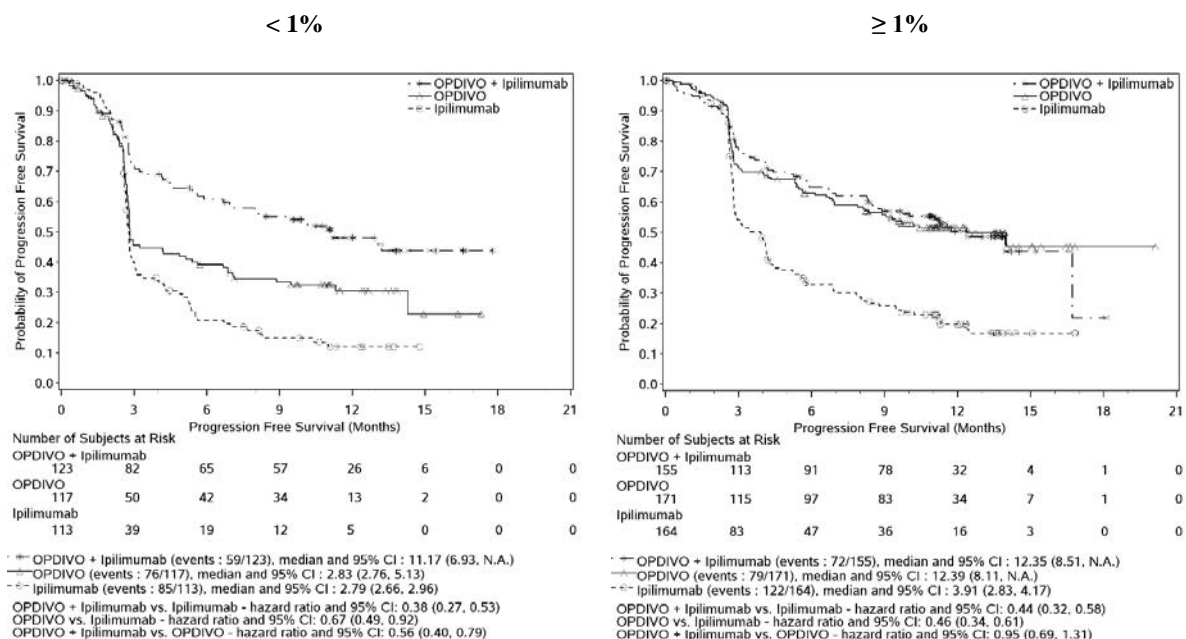 < 1%
1.0
0.9
0.8
0.7
0.6
0.5
0.4
0.3
0.2
0.1
0.0
Probability of Progression Free Survival
OPDIVO + Ipilimumab
OPDIVO
Ipilimumab
0 3 6 9 12 15 18 21
Progression Free Survival (Months)
Number of Subjects at Risk
OPDIVO + Ipilimumab
123 82 65 57 26 6 0 0
OPDIVO
117 50 42 34 13 2 0 0
Ipilimumab
113 39 19 12 5 0 0 0
OPDIVO + Ipilimumab (events : 59/123), median and 95% CI : 11.17 (6.93, N.A.)
OPDIVO (events : 76/117), median and 95% CI : 2.83 (2.76, 5.13)
Ipilimumab (events : 85/113), median and 95% CI : 2.79 (2.66, 2.96)
OPDIVO + Ipilimumab vs. Ipilimumab - hazard ratio and 95% CI: 0.38 (0.27, 0.53)
OPDIVO vs. Ipilimumab - hazard ratio and 95% CI: 0.67 (0.49, 0.92)
OPDIVO + Ipilimumab vs. OPDIVO - hazard ratio and 95% CI: 0.56 (0.40, 0.79)
≥ 1%
1.0
0.9
0.8
0.7
0.6
0.5
0.4
0.3
0.2
0.1
0.0
Probability of Progression Free Survival
OPDIVO + Ipilimumab
OPDIVO
Ipilimumab
0 3 6 9 12 15 18 21
Progression Free Survival (Months)
Number of Subjects at Risk
OPDIVO + Ipilimumab
155 113 91 78 32 4 1 0
OPDIVO
171 115 97 83 34 7 1 0
Ipilimumab
164 83 47 36 16 3 0 0
OPDIVO + Ipilimumab (events : 72/155), median and 95% CI : 12.35 (8.51, N.A.)
OPDIVO (events : 79/171), median and 95% CI : 12.39 (8.11, N.A.)
Ipilimumab (events : 122/164), median and 95% CI : 3.91 (2.83, 4.17)
OPDIVO + Ipilimumab vs. Ipilimumab - hazard ratio and 95% CI: 0.44 (0.32, 0.58)
OPDIVO vs. Ipilimumab - hazard ratio and 95% CI: 0.46 (0.34, 0.61)
OPDIVO + Ipilimumab vs. OPDIVO - hazard ratio and 95% CI: 0.95 (0.69, 1.31)